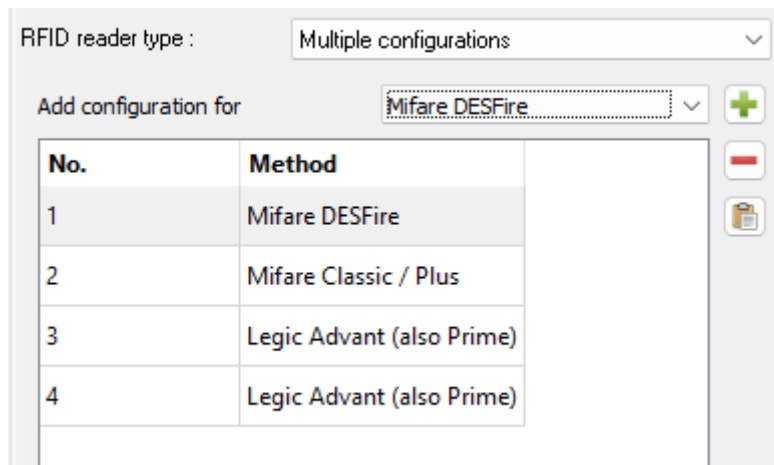 RFID reader type : Multiple configurations
Add configuration for Mifare DESFire
No. Method
1 Mifare DESFire
2 Mifare Classic / Plus
3 Legic Advant (also Prime)
4 Legic Advant (also Prime)